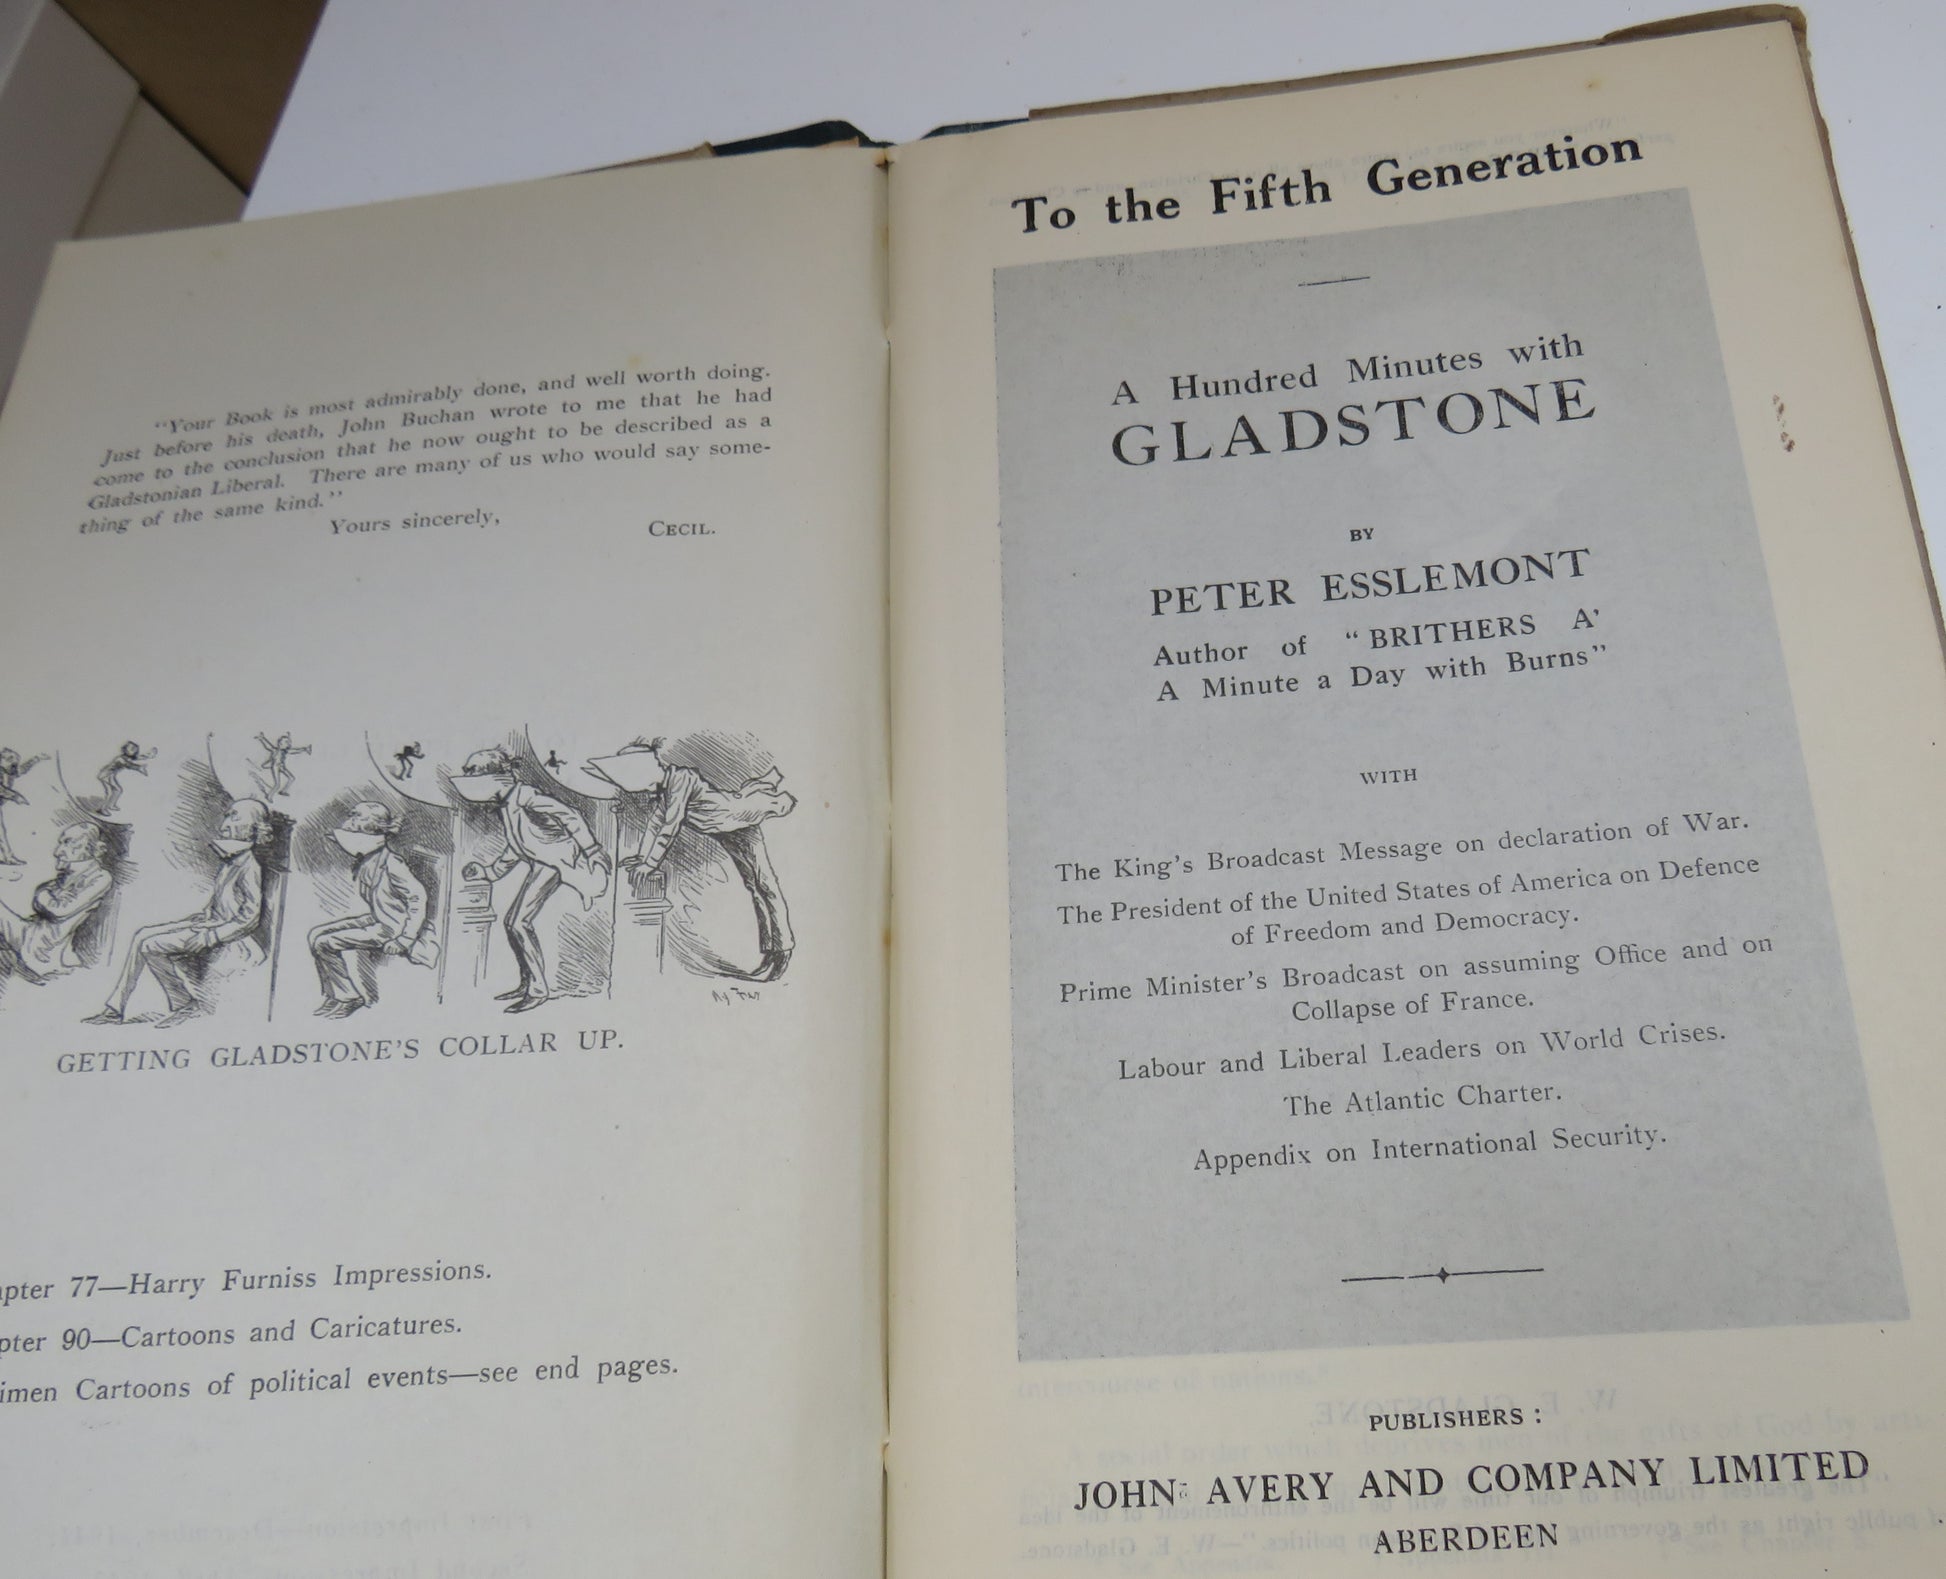 "Your Book is most admirably done, and well worth doing.
Just before his death, John Buchan wrote to me that he had
come to the conclusion that he now ought to be described as a
Gladstonian Liberal. There are many of us who would say some-
thing of the same kind."
Yours sincerely,
CECIL.
GETTING GLADSTONE'S COLLAR UP.
77—Harry Furniss Impressions.
90—Cartoons and Caricatures.
Cartoons of political events—see end pages.
To the Fifth Generation
A Hundred Minutes with
GLADSTONE
BY
PETER ESSLEMONT
Author of "BRITHERS A'
A Minute a Day with Burns"
WITH
The King's Broadcast Message on declaration of War.
The President of the United States of America on Defence
of Freedom and Democracy.
Prime Minister's Broadcast on assuming Office and on
Collapse of France.
Labour and Liberal Leaders on World Crises.
The Atlantic Charter.
Appendix on International Security.
PUBLISHERS:
JOHN AVERY AND COMPANY LIMITED
ABERDEEN